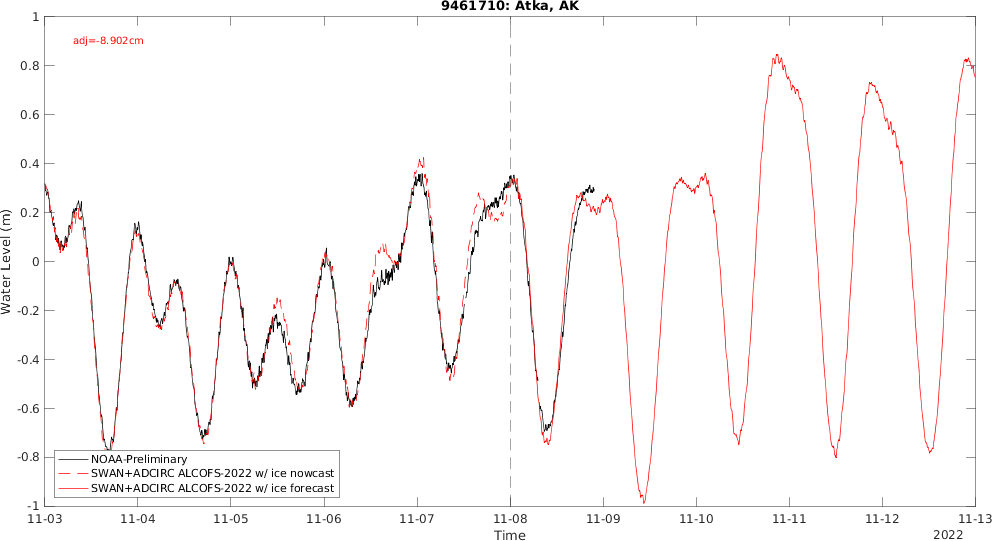 9461710: Atka, AK
adj=-8.902cm
1
0.8
0.6
0.4
0.2
0
-0.2
-0.4
-0.6
-0.8
-1
Water Level (m)
NOAA-Preliminary
SWAN+ADCIRC ALCOFS-2022 w/ ice nowcast
SWAN+ADCIRC ALCOFS-2022 w/ ice forecast
11-03 11-04 11-05 11-06 11-07 11-08 11-09 11-10 11-11 11-12 11-13
Time
2022